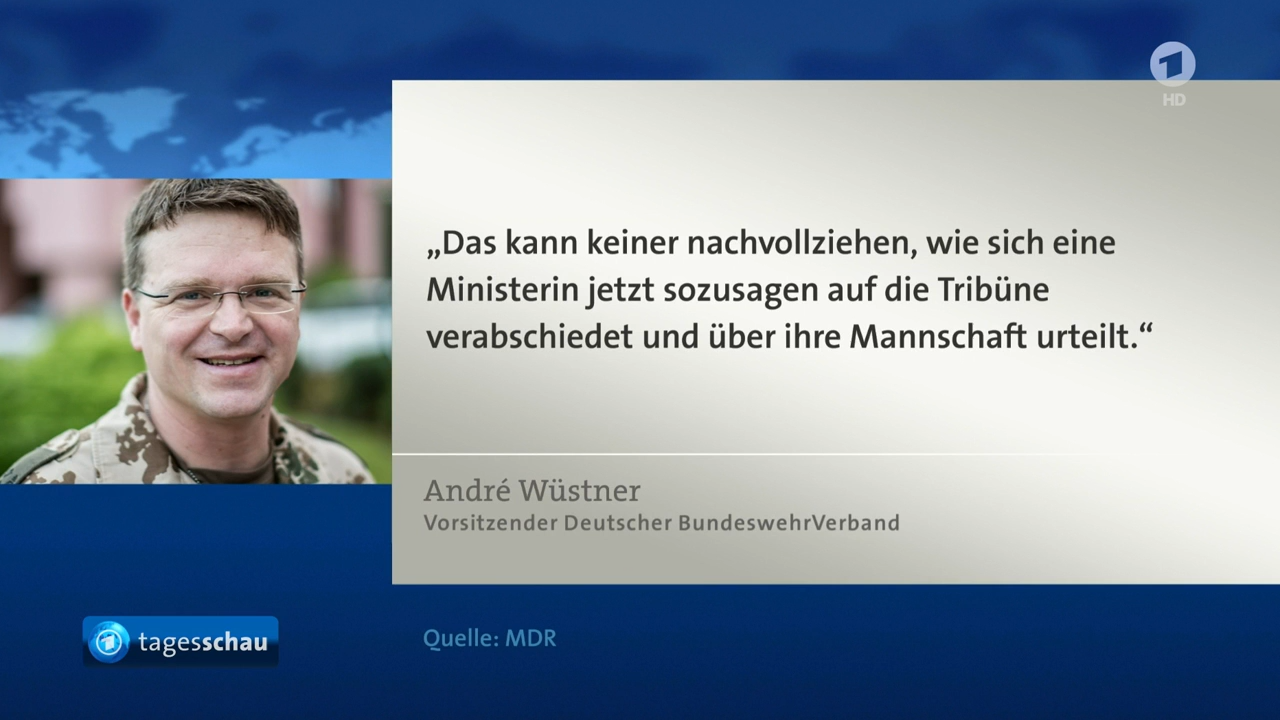 HD
„Das kann keiner nachvollziehen, wie sich eine
Ministerin jetzt sozusagen auf die Tribüne
verabschiedet und über ihre Mannschaft urteilt.“
André Wüstner
Vorsitzender Deutscher BundeswehrVerband
tagesschau
Quelle: MDR